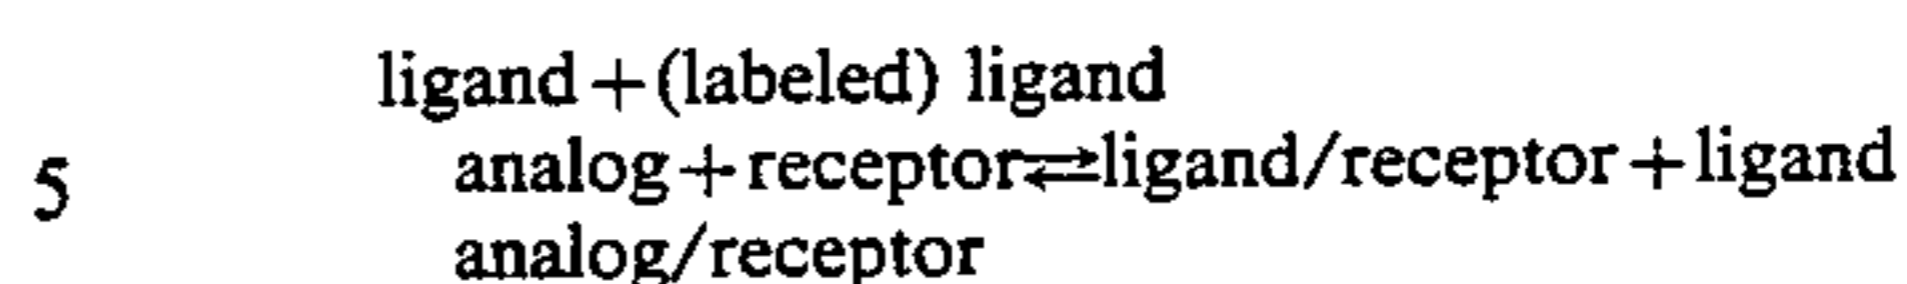 ligand+(labeled) ligand
5 analog+receptor⇄ligand/receptor+ligand
analog/receptor